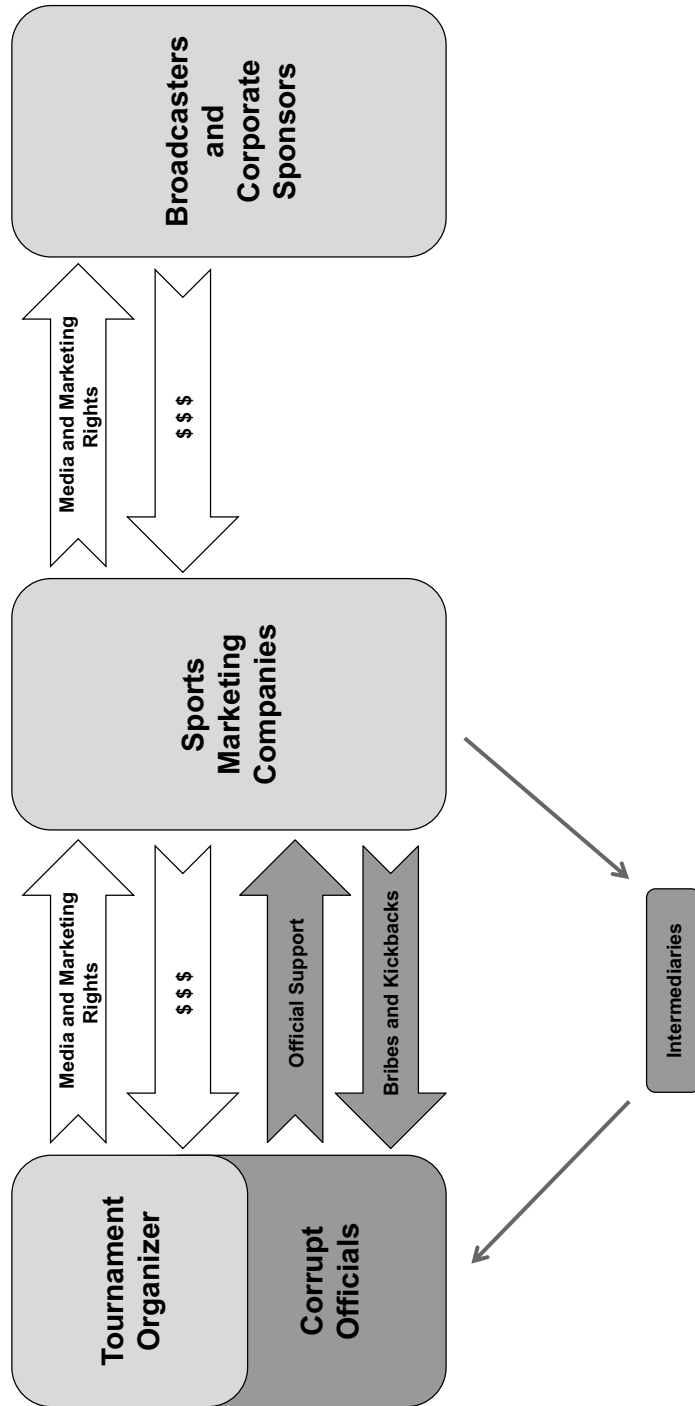 Tournament
Organizer
Corrupt
Officials
Media and Marketing
Rights
$ $ $
Official Support
Bribes and Kickbacks
Sports
Marketing
Companies
Media and Marketing
Rights
$ $ $
Broadcasters
and
Corporate
Sponsors
Intermediaries